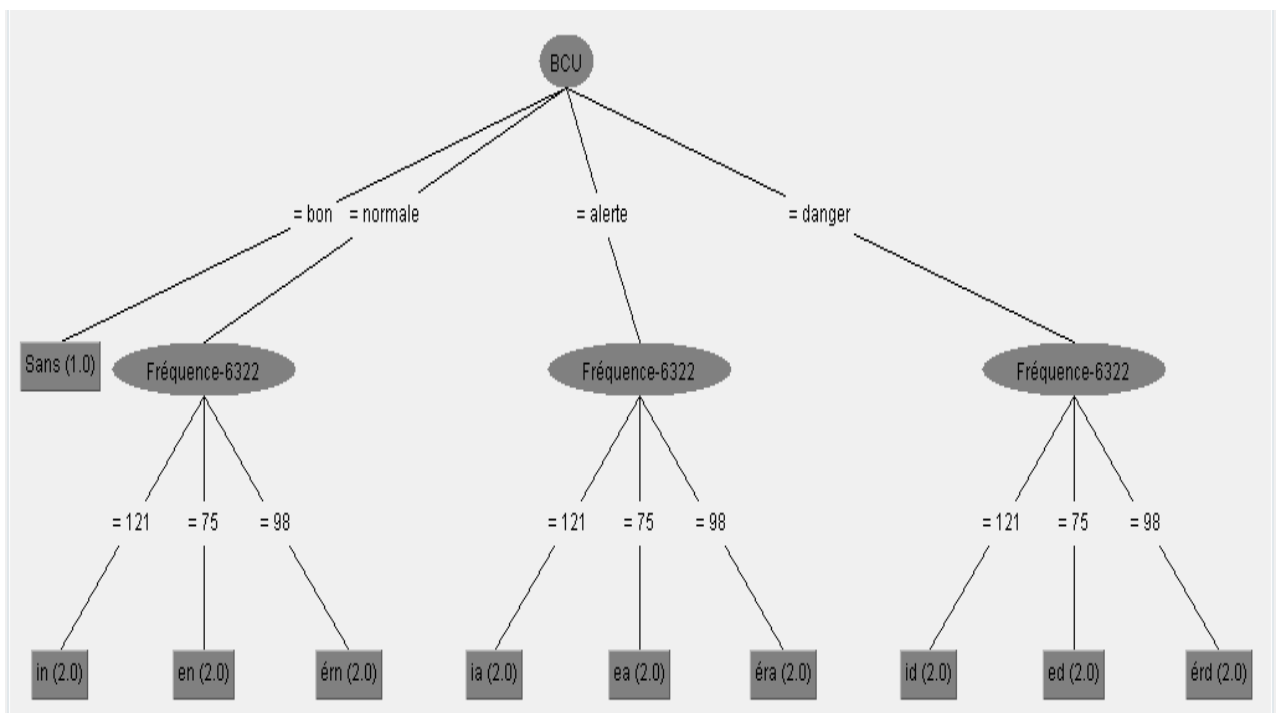 BCU
= bon
= normale
= alerte
= danger
Sans (1.0)
Fréquence-6322
Fréquence-6322
Fréquence-6322
= 121
= 75
= 98
= 121
= 75
= 98
= 121
= 75
= 98
in (2.0)
en (2.0)
érn (2.0)
ia (2.0)
ea (2.0)
éra (2.0)
id (2.0)
ed (2.0)
érd (2.0)